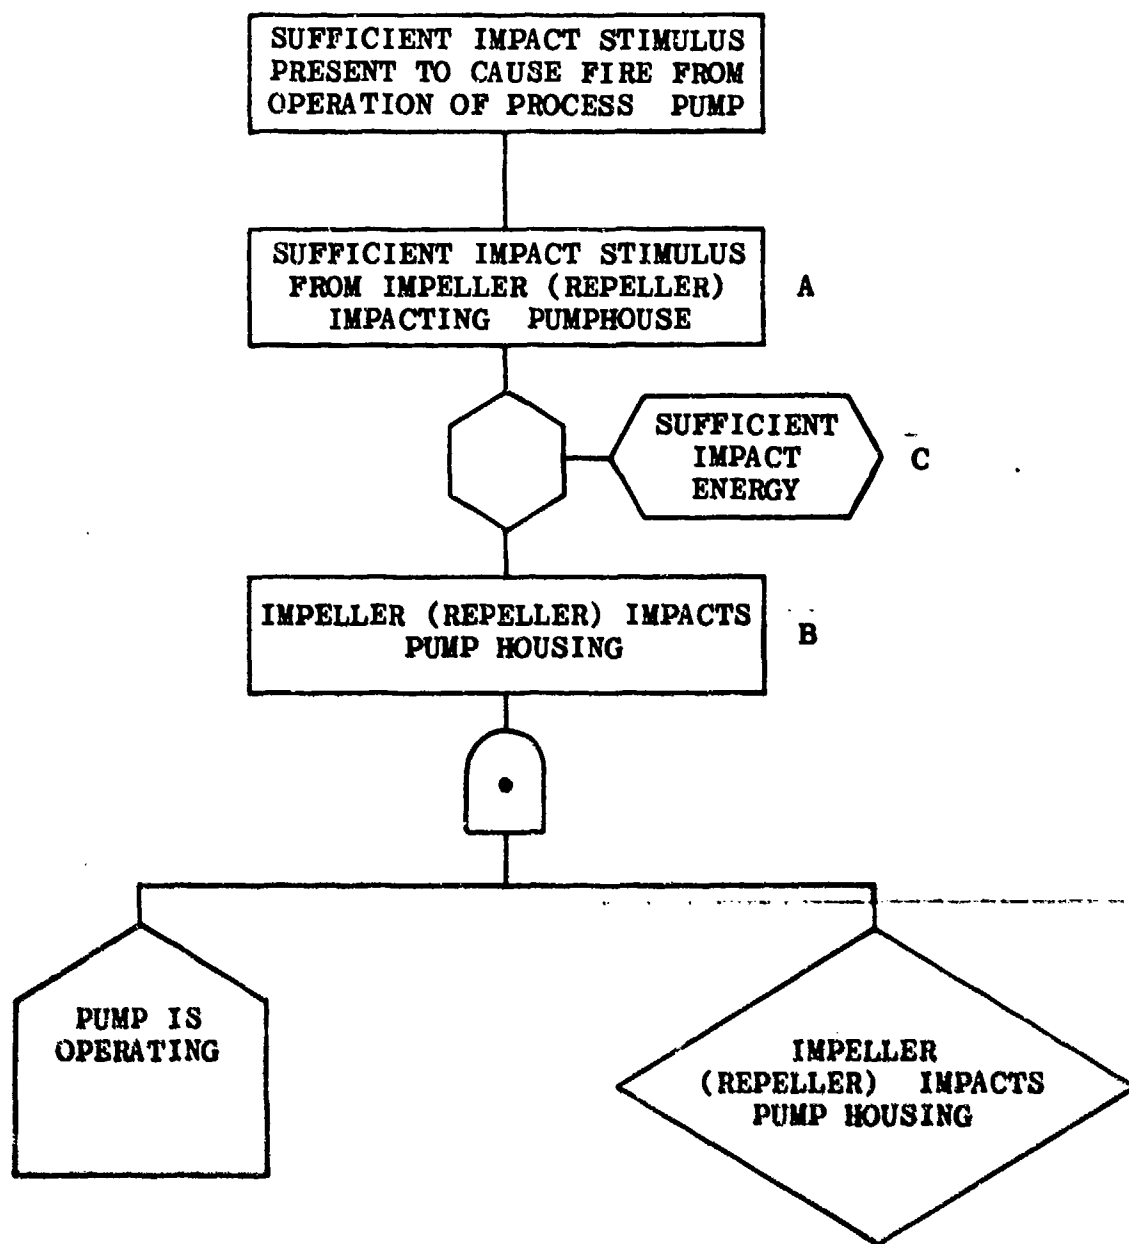 SUFFICIENT IMPACT STIMULUS
PRESENT TO CAUSE FIRE FROM
OPERATION OF PROCESS PUMP
SUFFICIENT IMPACT STIMULUS
FROM IMPELLER (REPELLER)
IMPACTING PUMPHOUSE
A
SUFFICIENT
IMPACT
ENERGY
C
IMPELLER (REPELLER) IMPACTS
PUMP HOUSING
B
PUMP IS
OPERATING
IMPELLER
(REPELLER) IMPACTS
PUMP HOUSING